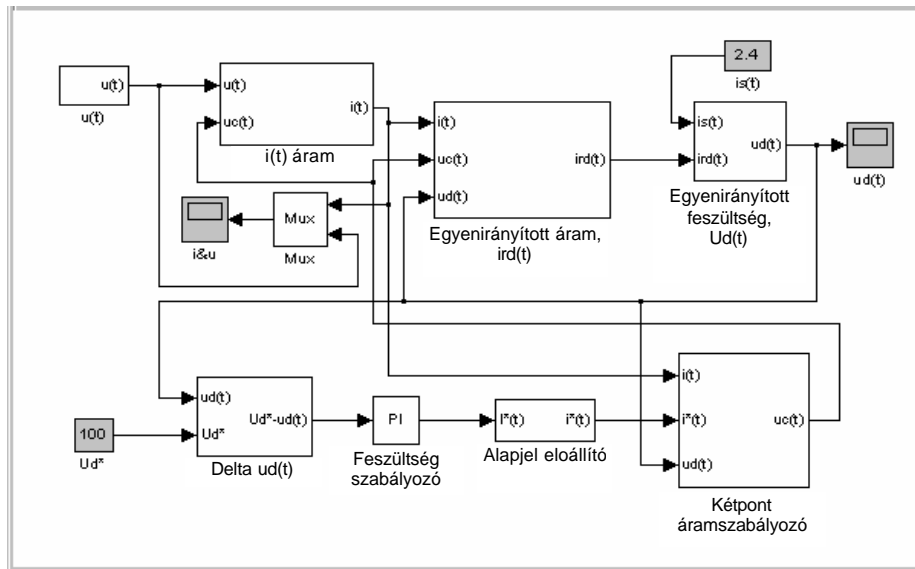 u(t)
u(t)
u(t)
uc(t)
i(t)
i(t) áram
2.4
is(t)
i(t)
uc(t)
ud(t)
ird(t)
Egyenirányított áram,
ird(t)
is(t)
ird(t)
ud(t)
Egyenirányított
feszültség,
Ud(t)
ud(t)
i&u
Mux
Mux
100
Ud*
ud(t)
Ud*
Ud*-ud(t)
Delta ud(t)
PI
Feszültség
szabályozó
I*(t)
i*(t)
Alapjel eloállító
i(t)
i*(t)
ud(t)
uc(t)
Kétpont
áramszabályozó